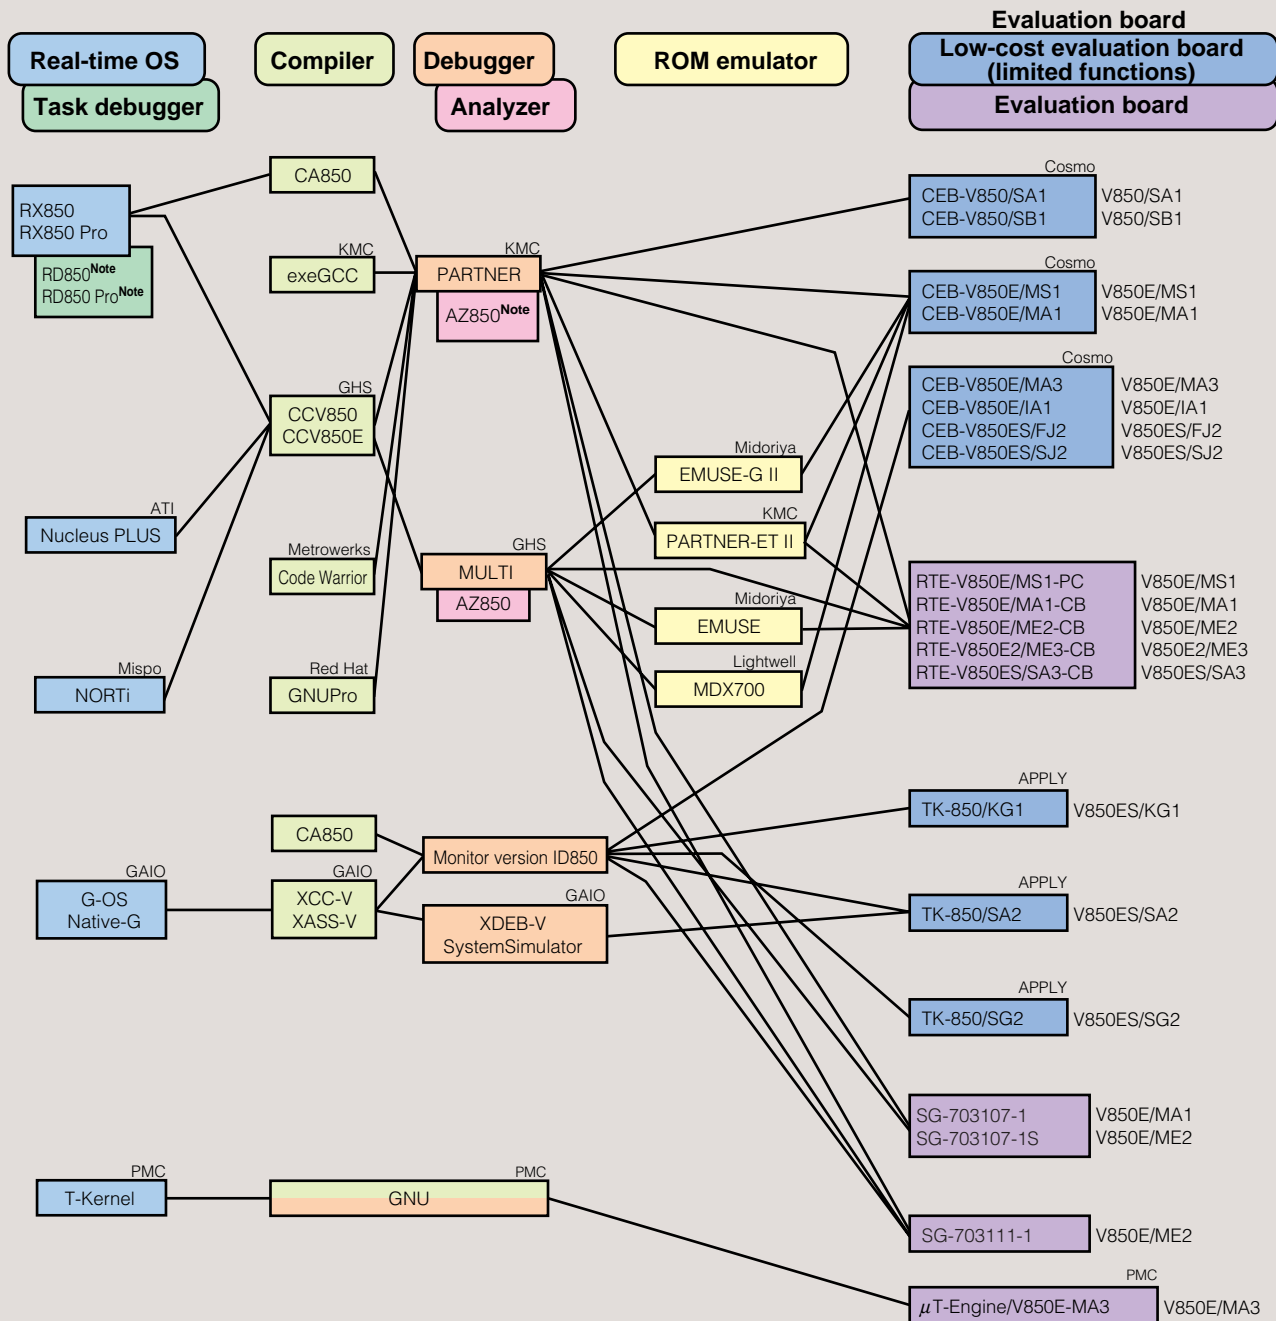 Evaluation board
Real-time OS
Task debugger
Compiler
Debugger
Analyzer
ROM emulator
Low-cost evaluation board
(limited functions)
Evaluation board
RX850
RX850 Pro
RD850Note
RD850 ProNote
CA850
KMC
exeGCC
KMC
PARTNER
AZ850Note
Cosmo
CEB-V850/SA1 V850/SA1
CEB-V850/SB1 V850/SB1
Cosmo
CEB-V850E/MS1 V850E/MS1
CEB-V850E/MA1 V850E/MA1
Cosmo
CEB-V850E/MA3 V850E/MA3
CEB-V850E/IA1 V850E/IA1
CEB-V850ES/FJ2 V850ES/FJ2
CEB-V850ES/SJ2 V850ES/SJ2
GHS
CCV850
CCV850E
Midoriya
EMUSE-G II
ATI
Nucleus PLUS
KMC
PARTNER-ET II
Metrowerks
Code Warrior
GHS
MULTI
AZ850
Midoriya
EMUSE
RTE-V850E/MS1-PC V850E/MS1
RTE-V850E/MA1-CB V850E/MA1
RTE-V850E/ME2-CB V850E/ME2
RTE-V850E2/ME3-CB V850E2/ME3
RTE-V850ES/SA3-CB V850ES/SA3
Mispo
NORTi
Red Hat
GNUPro
Lightwell
MDX700
APPLY
TK-850/KG1 V850ES/KG1
CA850
Monitor version ID850
GAIO
G-OS
Native-G
GAIO
XCC-V
XASS-V
GAIO
XDEB-V
SystemSimulator
APPLY
TK-850/SA2 V850ES/SA2
APPLY
TK-850/SG2 V850ES/SG2
SG-703107-1 V850E/MA1
SG-703107-1S V850E/ME2
PMC
T-Kernel
PMC
GNU
SG-703111-1 V850E/ME2
PMC
μT-Engine/V850E-MA3 V850E/MA3